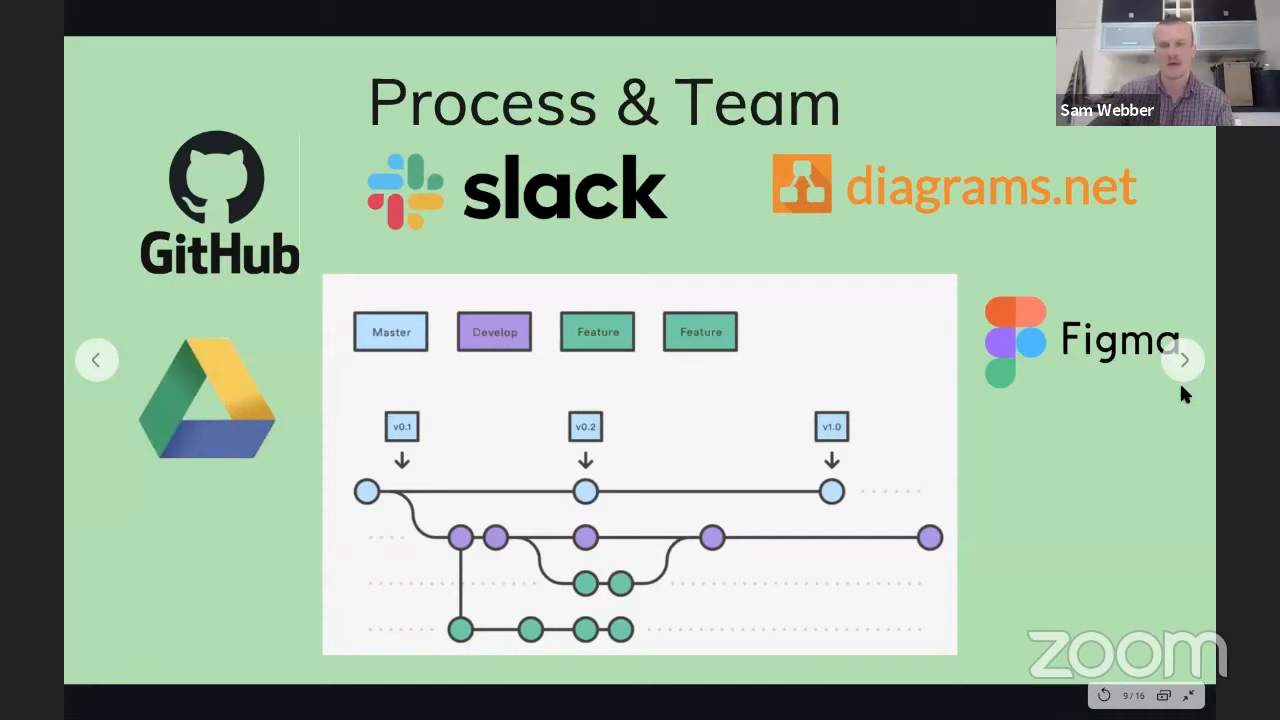 Process & Team
Sam Webber
GitHub
slack
diagrams.net
Master
Develop
Feature
Feature
Figma
v0.1
v0.2
v1.0
zoom
9/16